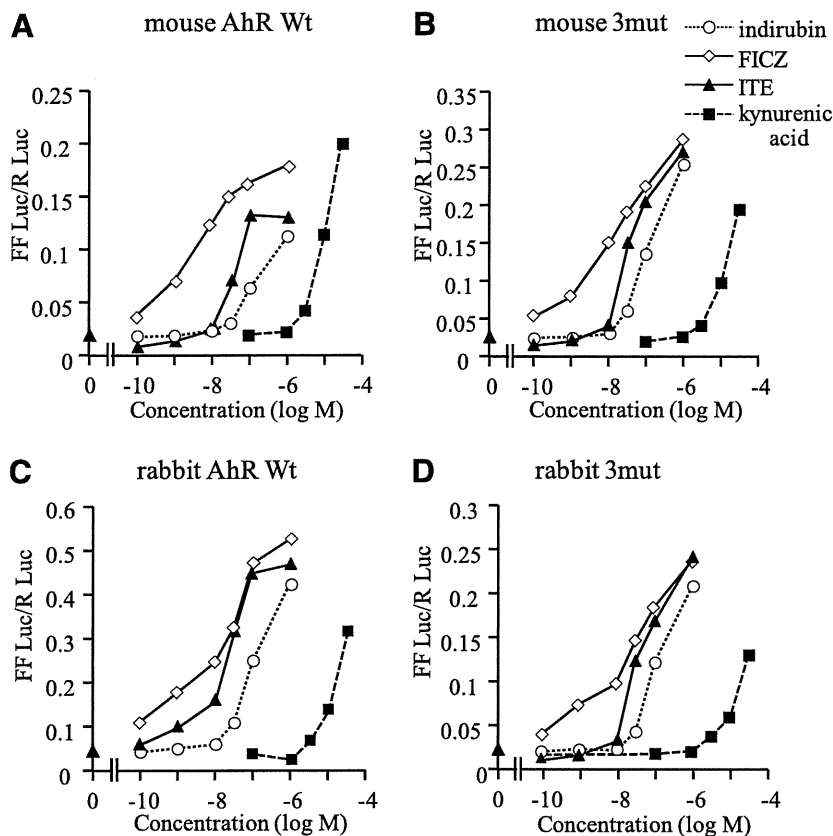 A
mouse AhR Wt
0.25
0.2
0.15
0.1
0.05
0
FF Luc/R Luc
0
-10
-8
-6
-4
Concentration (log M)
B
mouse 3mut
indirubin
FICZ
ITE
kynurenic
acid
0.35
0.3
0.25
0.2
0.15
0.1
0.05
0
FF Luc/R Luc
0
-10
-8
-6
-4
Concentration (log M)
C
rabbit AhR Wt
0.6
0.5
0.4
0.3
0.2
0.1
0
FF Luc/R Luc
0
-10
-8
-6
-4
Concentration (log M)
D
rabbit 3mut
0.3
0.25
0.2
0.15
0.1
0.05
0
FF Luc/R Luc
0
-10
-8
-6
-4
Concentration (log M)